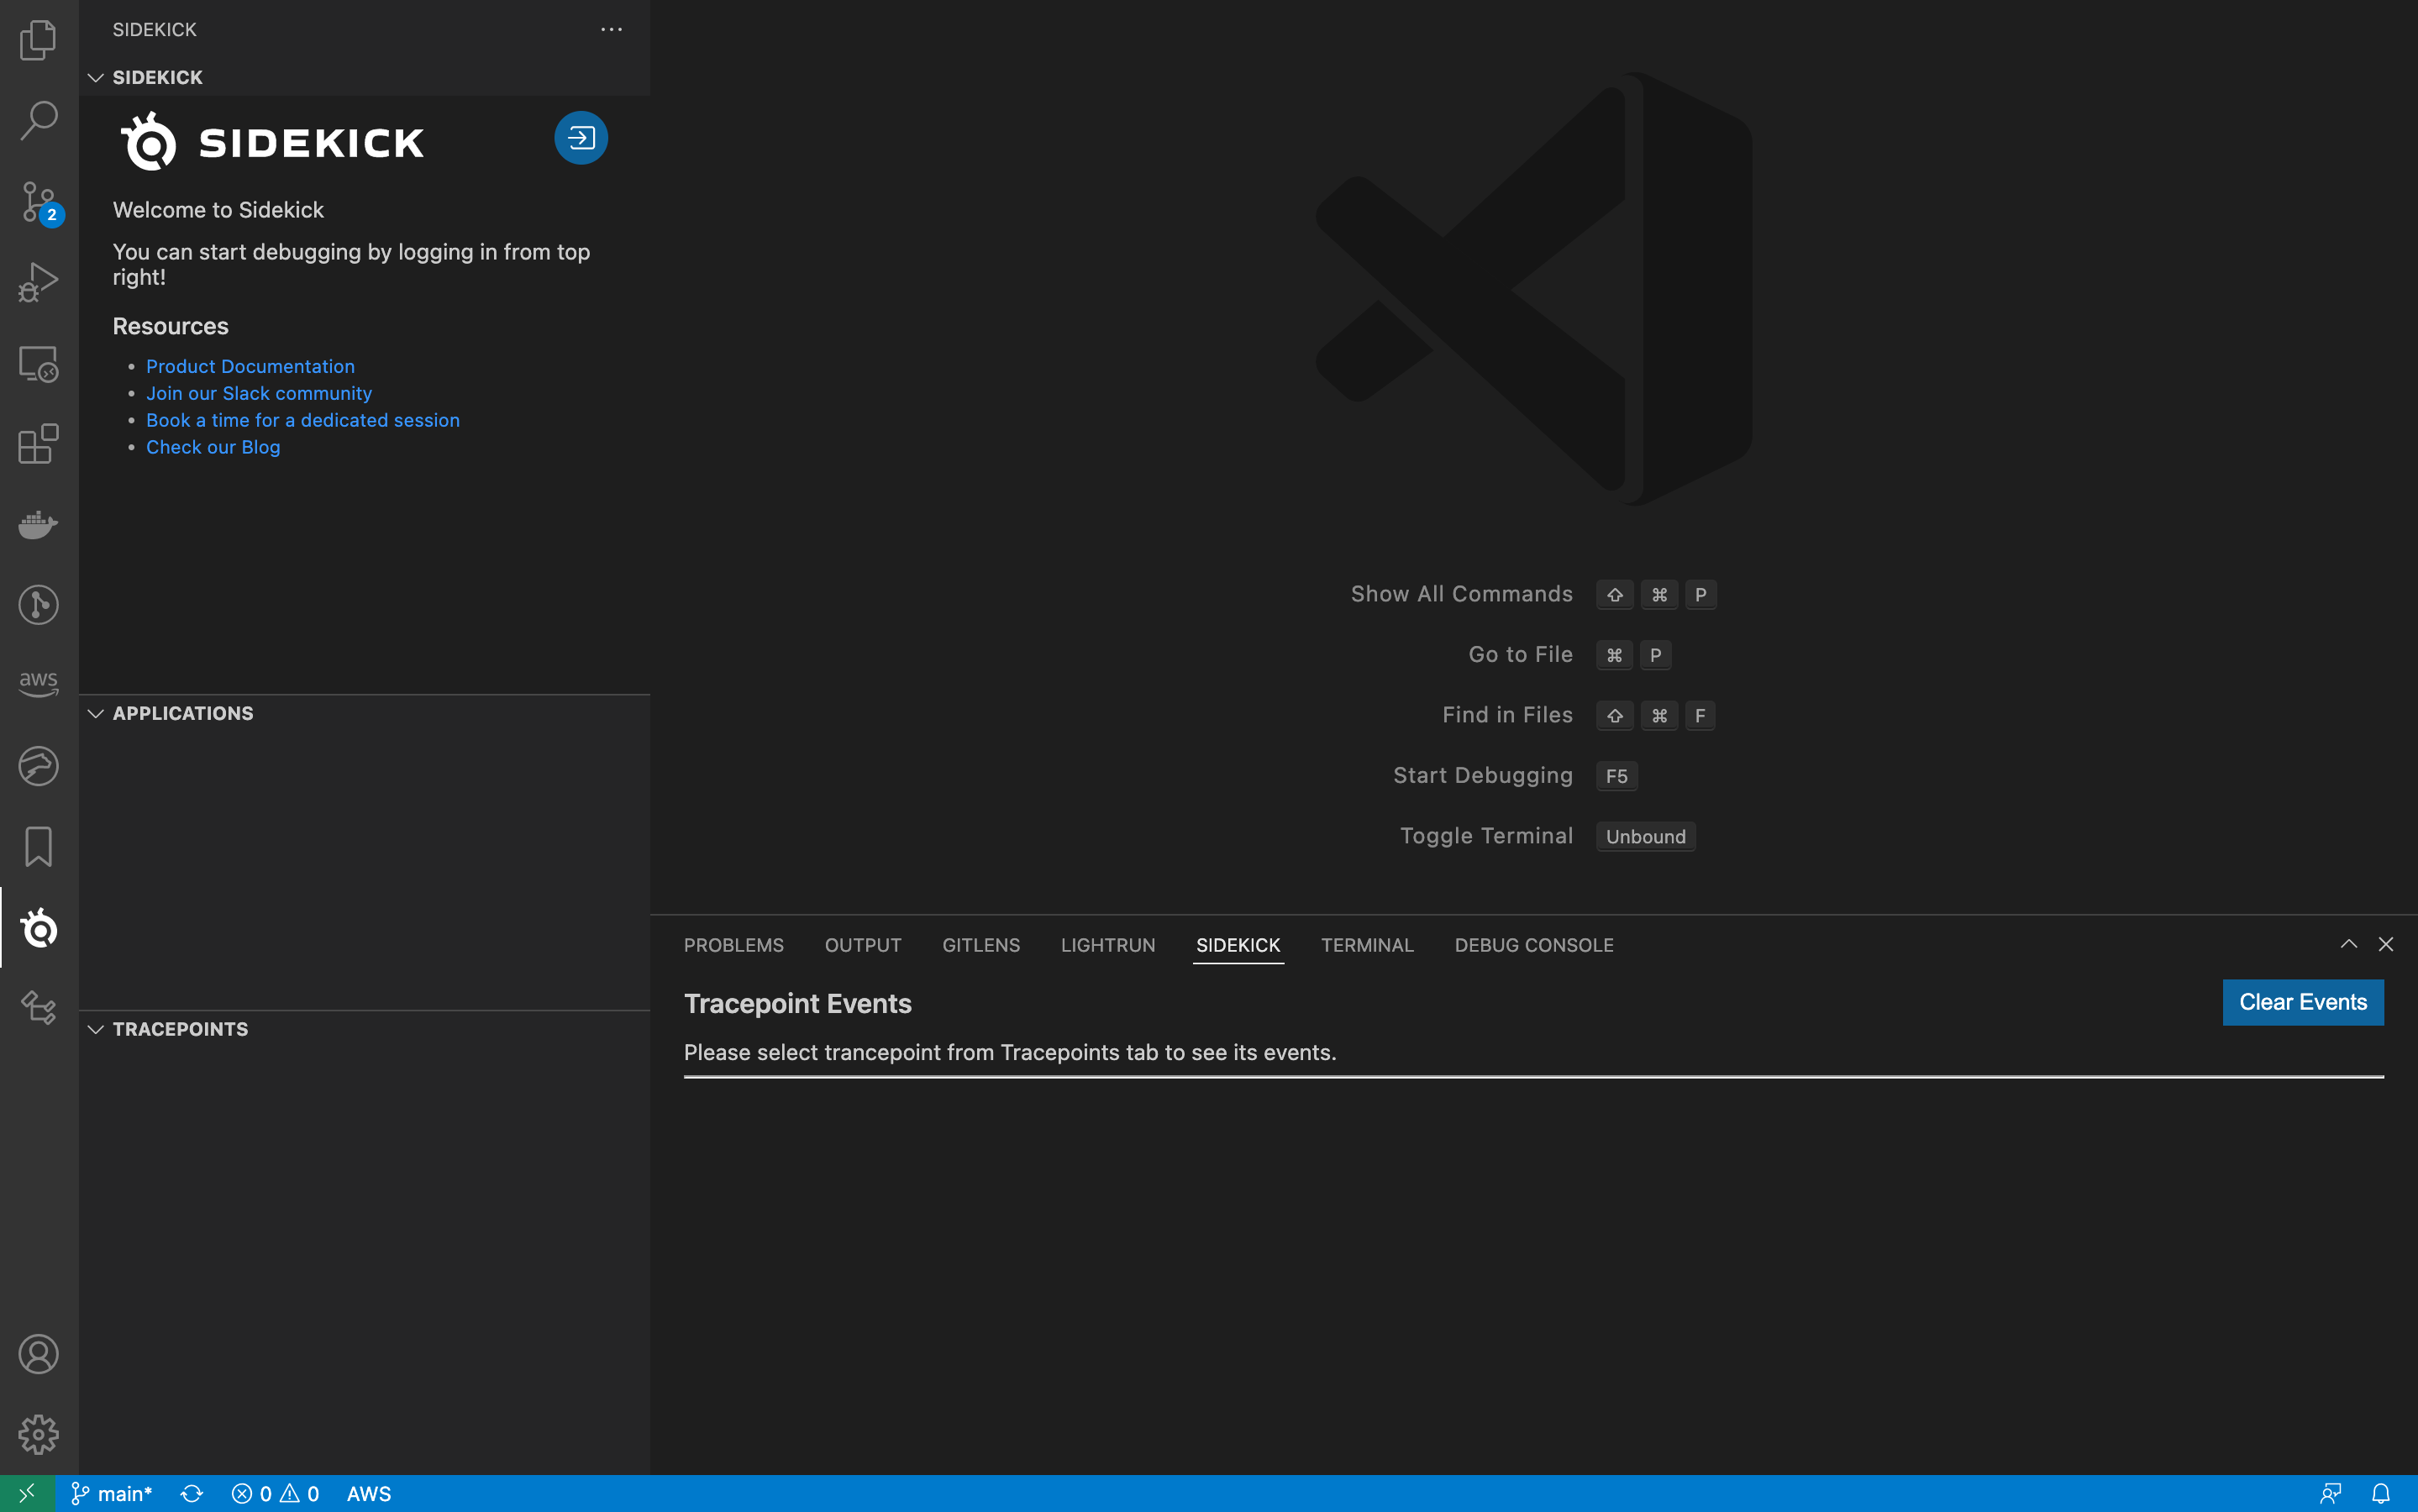 SIDEKICK
SIDEKICK
SIDEKICK
Welcome to Sidekick
You can start debugging by logging in from top
right!
Resources
• Product Documentation
• Join our Slack community
• Book a time for a dedicated session
• Check our Blog
2
aws
APPLICATIONS
TRACEPOINTS
Show All Commands ⇧ ⌘ P
Go to File ⌘ P
Find in Files ⇧ ⌘ F
Start Debugging F5
Toggle Terminal Unbound
PROBLEMS OUTPUT GITLENS LIGHTRUN SIDEKICK TERMINAL DEBUG CONSOLE
Tracepoint Events
Clear Events
Please select trancepoint from Tracepoints tab to see its events.
main* 0 0 AWS